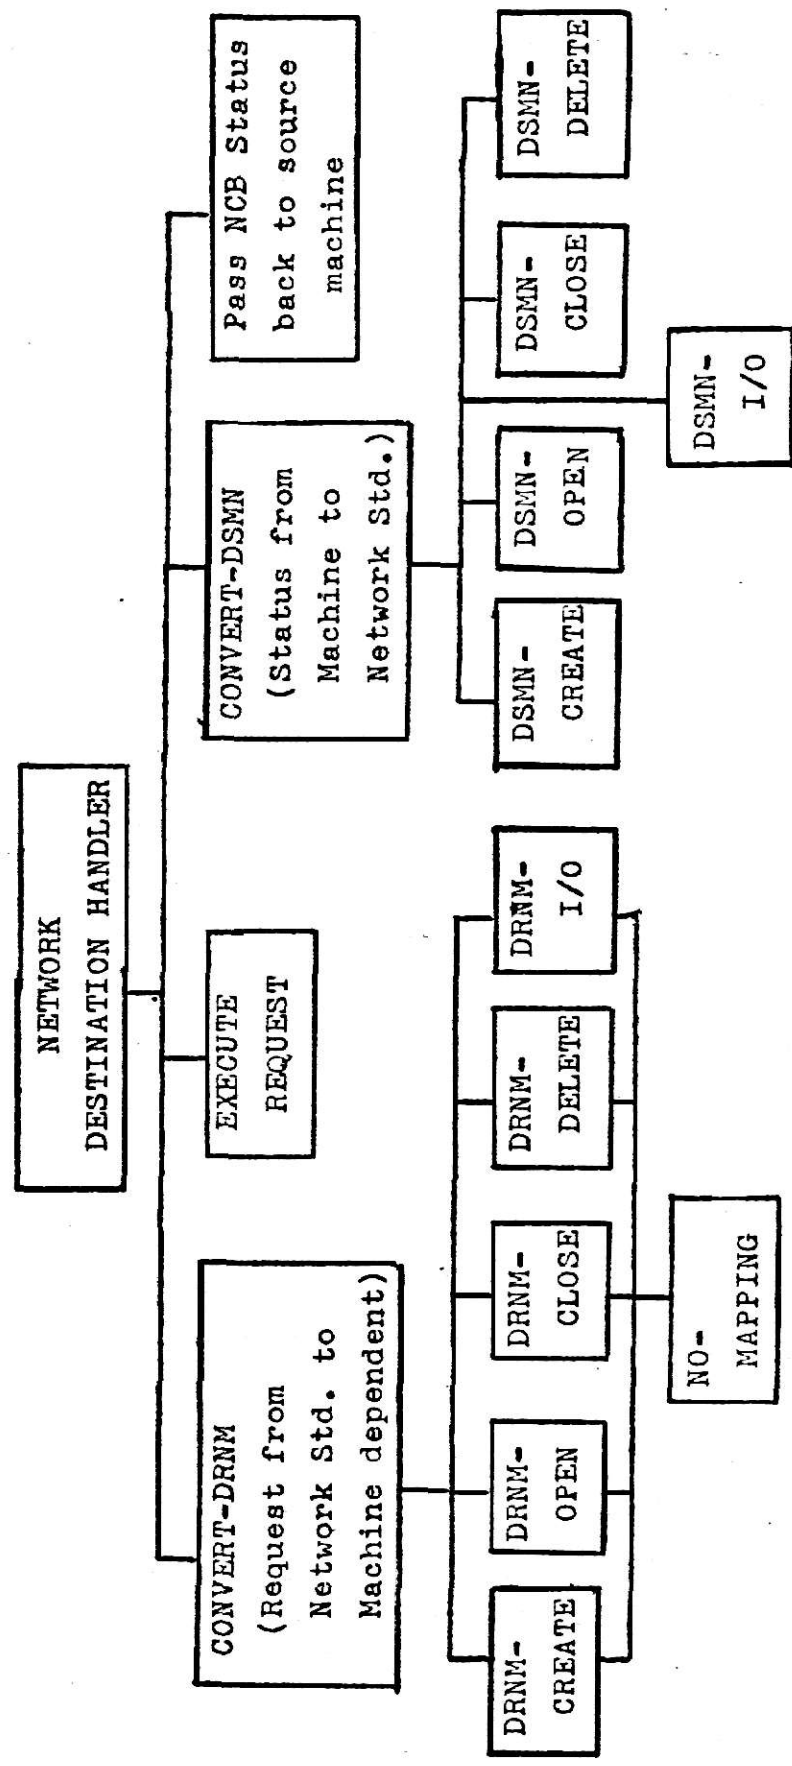 NETWORK
DESTINATION HANDLER
CONVERT-DRNM
(Request from
Network Std. to
Machine dependent)
EXECUTE
REQUEST
CONVERT-DSMN
(Status from
Machine to
Network Std.)
Pass NCB Status
back to source
machine
DRNM-
CREATE
DRNM-
OPEN
DRNM-
CLOSE
DRNM-
DELETE
DRNM-
I/O
DSMN-
CREATE
DSMN-
OPEN
DSMN-
CLOSE
DSMN-
DELETE
NO-
MAPPING
DSMN-
I/O